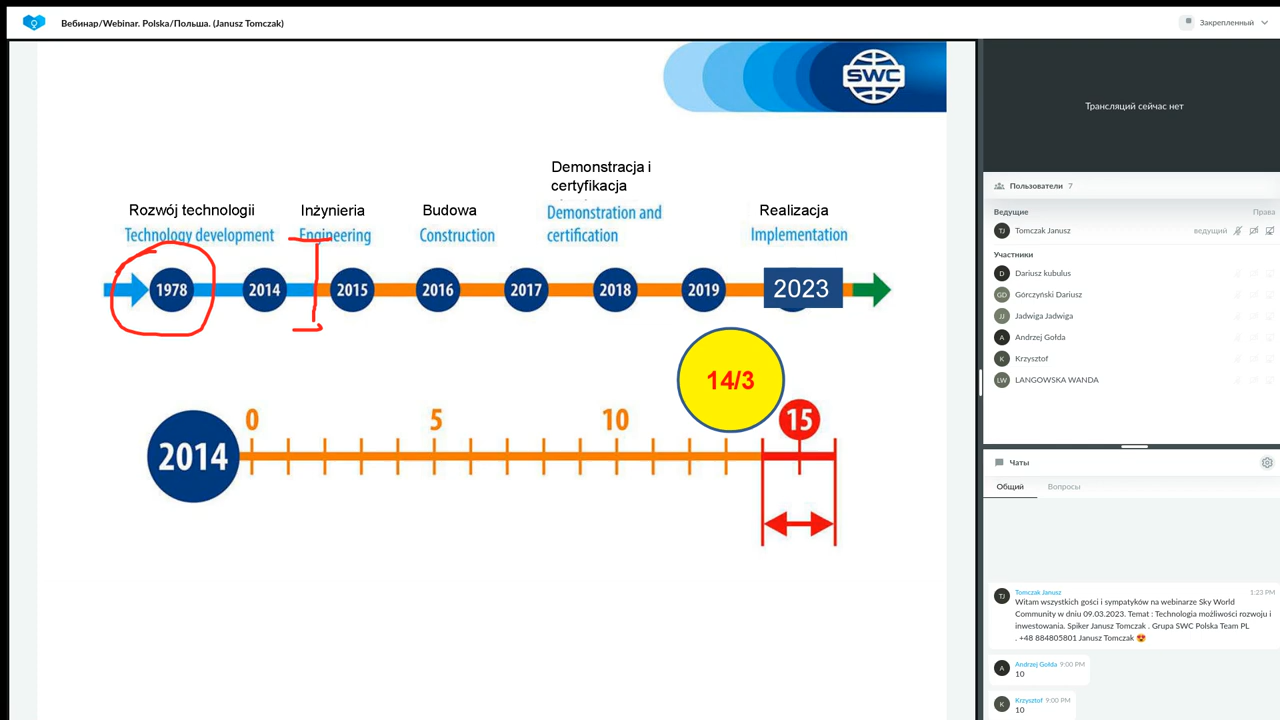 Вебинар/Webinar. Polska/Польша. (Janusz Tomczak)
Закрепленный
SWC
Demonstracja i
certyfikacja
Rozwój technologii
Inżynieria
Budowa
Realizacja
Technology development
Engineering
Construction
Demonstration and
certification
Implementation
1978
2014
2015
2016
2017
2018
2019
2023
14/3
0
5
10
15
2014
Трансляций сейчас нет
Пользователи 7
Ведущие
Права
TJ Tomczak Janusz ведущий
Участники
D Dariusz kubulus
GD Górczyński Dariusz
JJ Jadwiga Jadwiga
A Andrzej Gołda
K Krzysztof
LW LANGOWSKA WANDA
Чаты
Общий
Вопросы
TJ Tomczak Janusz 1:23 PM
Witam wszystkich gości i sympatyków na webinarze Sky World
Community w dniu 09.03.2023. Temat : Technologia możliwości rozwoju i
inwestowania. Spiker Janusz Tomczak . Grupa SWC Polska Team PL
. +48 884805801 Janusz Tomczak 😍
A Andrzej Gołda 9:00 PM
10
K Krzysztof 9:00 PM
10